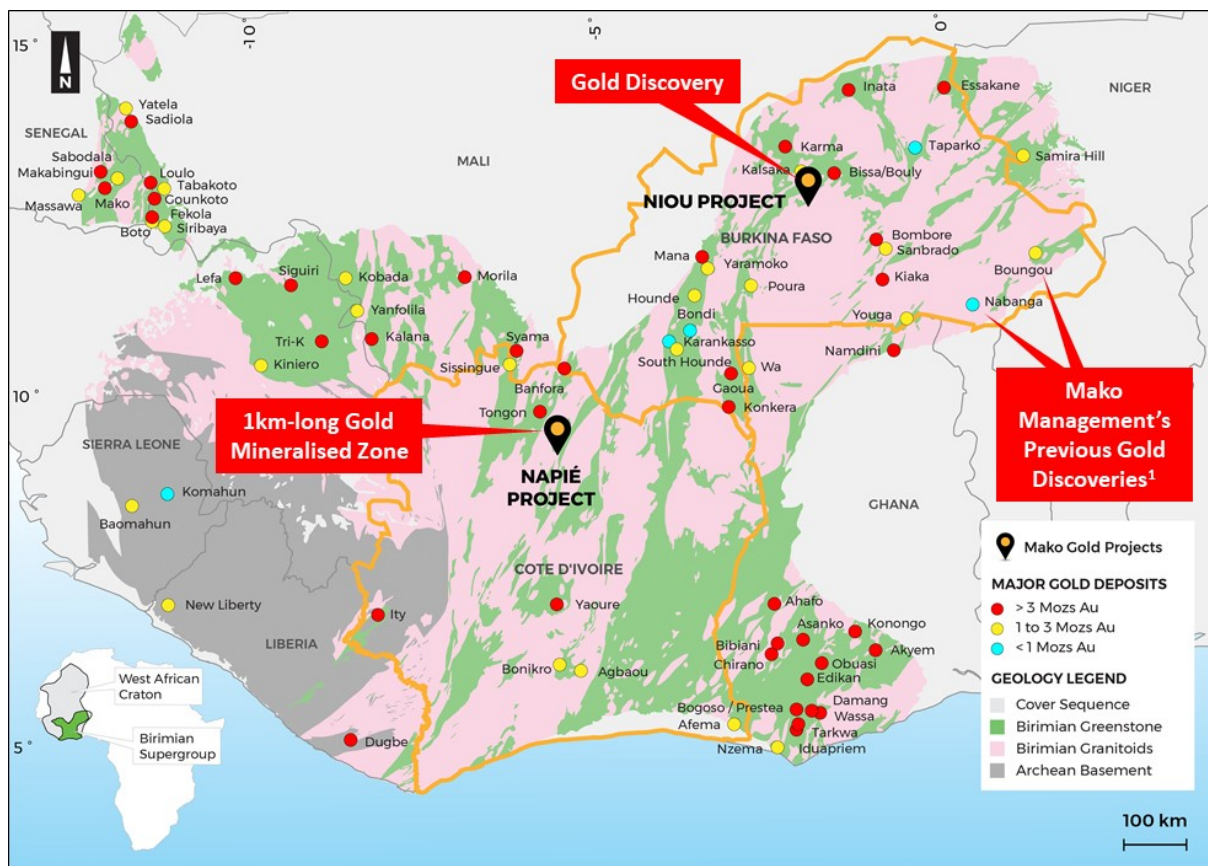 15°
-10°
-5°
0°
N
Gold Discovery
Inata
Essakane
NIGER
Yatela
Sadiola
SENEGAL
Sabodala
Makabingui
Massawa
Mako
Loulo
Tabakoto
Gounkoto
Fekola
Boto
Siribaya
MALI
Karma
Kalsaka
Taparko
Samira Hill
Bissa/Bouly
NIOU PROJECT
BURKINA FASO
Bombore
Sanbrado
Boungou
Kiaka
Mana
Yaramoko
Poura
Hounde
Bondi
Karankasso
South Hounde
Nabanga
Youga
Namdini
Lefa
Siguiri
Kobada
Morila
Yanfolila
Tri-K
Kalana
Syama
Kiniero
Sissingue
Banfora
Wa
Gaoua
Konkera
10°
Tongon
1km-long Gold
Mineralised Zone
NAPIÉ
PROJECT
Mako
Management's
Previous Gold
Discoveries¹
SIERRA LEONE
Komahun
Baomahun
GHANA
COTE D'IVOIRE
New Liberty
LIBERIA
Ity
Yaoure
Bonikro
Agbaou
Dugbe
Ahafo
Asanko
Konongo
Bibiani
Chirano
Akyem
Obuasi
Edikan
Bogoso / Prestea
Damang
Wassa
Afema
Tarkwa
Nzema
Iduapriem
5°
West African
Craton
Birimian
Supergroup
Mako Gold Projects
MAJOR GOLD DEPOSITS
> 3 Mozs Au
1 to 3 Mozs Au
<1 Mozs Au
GEOLOGY LEGEND
Cover Sequence
Birimian Greenstone
Birimian Granitoids
Archean Basement
100 km